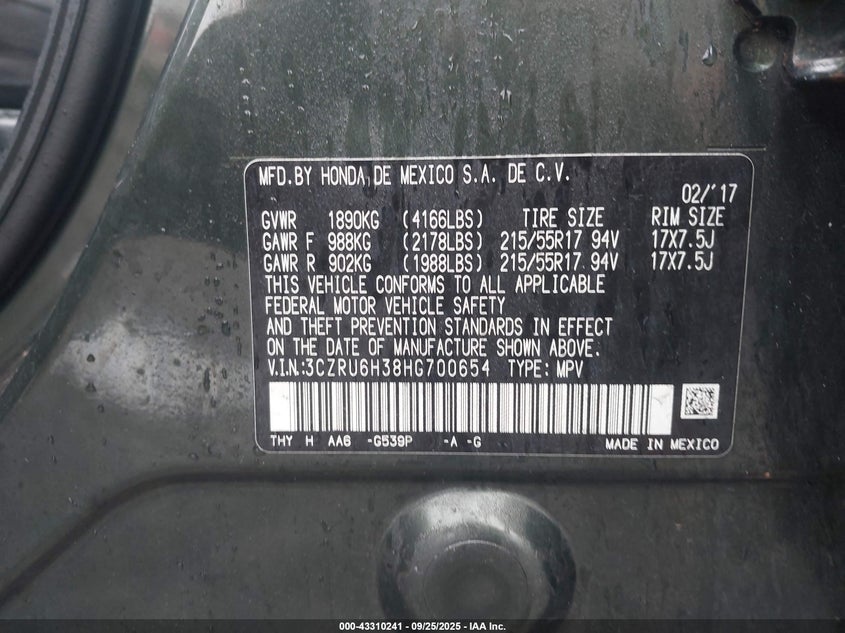 MFD.BY HONDA DE MEXICO S.A. DE C.V.
02/'17
GVWR 1890KG (4166LBS) TIRE SIZE RIM SIZE
GAWR F 988KG (2178LBS) 215/55R17 94V 17X7.5J
GAWR R 902KG (1988LBS) 215/55R17 94V 17X7.5J
THIS VEHICLE CONFORMS TO ALL APPLICABLE
FEDERAL MOTOR VEHICLE SAFETY
AND THEFT PREVENTION STANDARDS IN EFFECT
ON THE DATE OF MANUFACTURE SHOWN ABOVE.
V.I.N:3CZRU6H38HG700654 TYPE: MPV
THY H AA6 -G539P -A -G MADE IN MEXICO
000-43310241 - 09/25/2025 - IAA Inc.